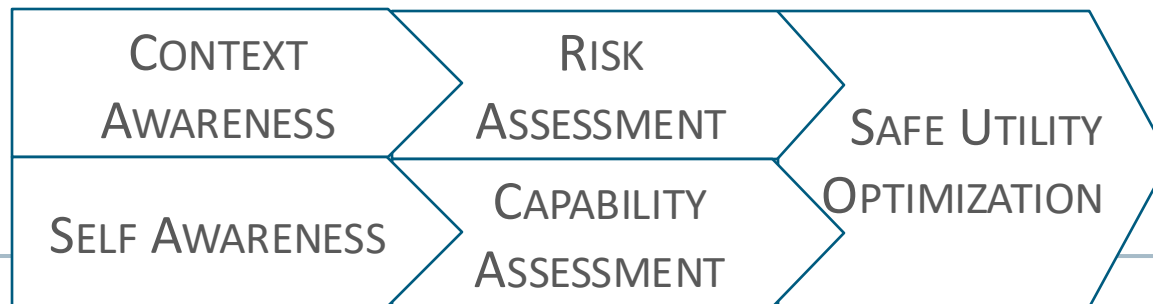 CONTEXT
AWARENESS
RISK
ASSESSMENT
SAFE UTILITY
OPTIMIZATION
SELF AWARENESS
CAPABILITY
ASSESSMENT